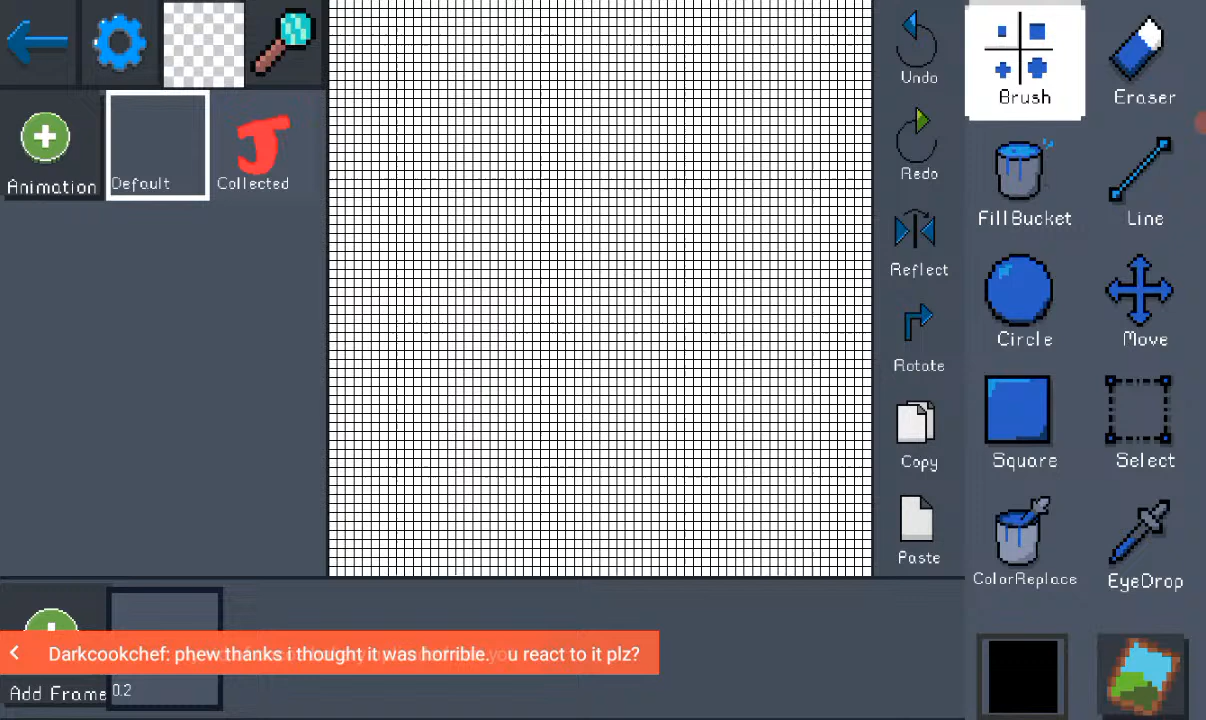 Undo
Brush
Eraser
Animation
Default
Collected
Redo
FillBucket
Line
Reflect
Circle
Move
Rotate
Copy
Square
Select
Paste
ColorReplace
EyeDrop
Darkcookchef: phew thanks i thought it was horrible. u react to it plz?
Add Frame
0.2